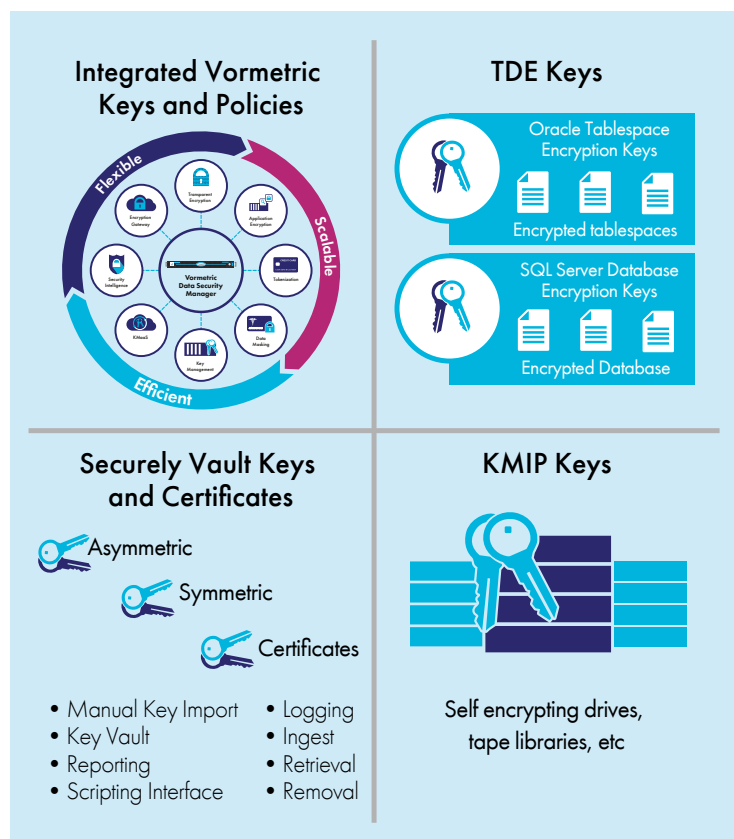 Integrated Vormetric
Keys and Policies
Flexible
Scalable
Efficient
Transparent
Encryption
Application
Encryption
Tokenization
Data
Masking
Key
Management
KMaaS
Security
Intelligence
Encryption
Gateway
Vormetric
Data Security
Manager
TDE Keys
Oracle Tablespace
Encryption Keys
Encrypted tablespaces
SQL Server Database
Encryption Keys
Encrypted Database
Securely Vault Keys
and Certificates
Asymmetric
Symmetric
Certificates
• Manual Key Import
• Key Vault
• Reporting
• Scripting Interface
• Logging
• Ingest
• Retrieval
• Removal
KMIP Keys
Self encrypting drives,
tape libraries, etc